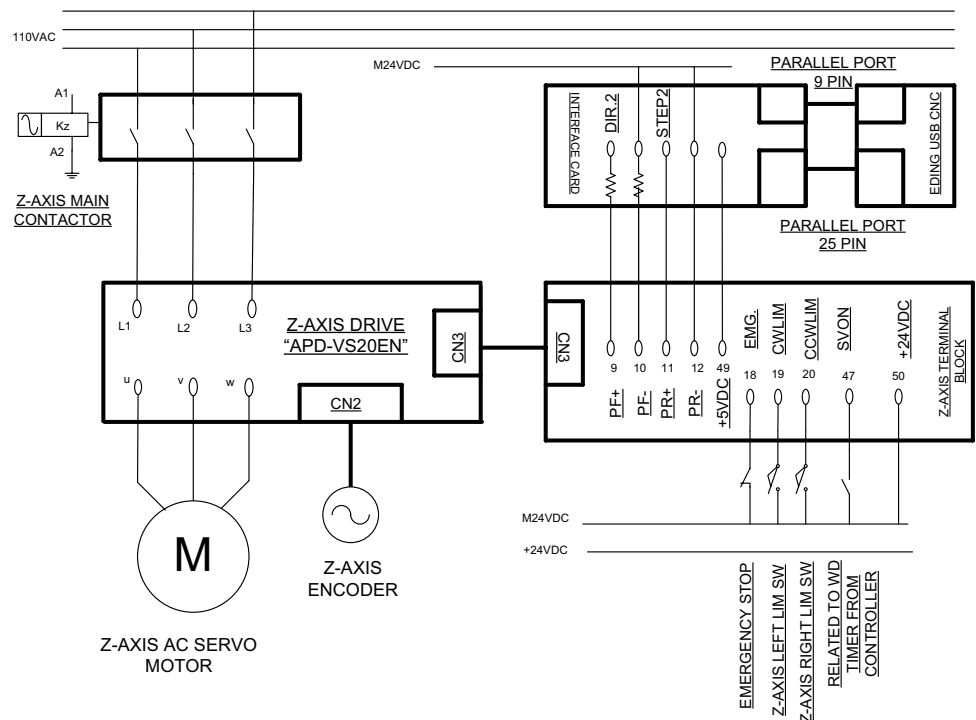 110VAC
A1
Kz
A2
Z-AXIS MAIN
CONTACTOR
M24VDC
PARALLEL PORT
9 PIN
INTERFACE CARD
DIR.2
STEP2
EDING USB CNC
PARALLEL PORT
25 PIN
L1
L2
L3
Z-AXIS DRIVE
“APD-VS20EN”
CN3
u
v
w
CN2
CN3
9
10
11
12
49
PF+
PF-
PR+
PR-
+5VDC
EMG.
CWLIM
CCWLIM
SVON
+24VDC
18
19
20
47
50
Z-AXIS TERMINAL
BLOCK
M
Z-AXIS AC SERVO
MOTOR
Z-AXIS
ENCODER
M24VDC
+24VDC
EMERGENCY STOP
Z-AXIS LEFT LIM SW
Z-AXIS RIGHT LIM SW
RELATED TO WD
TIMER FROM
CONTROLLER